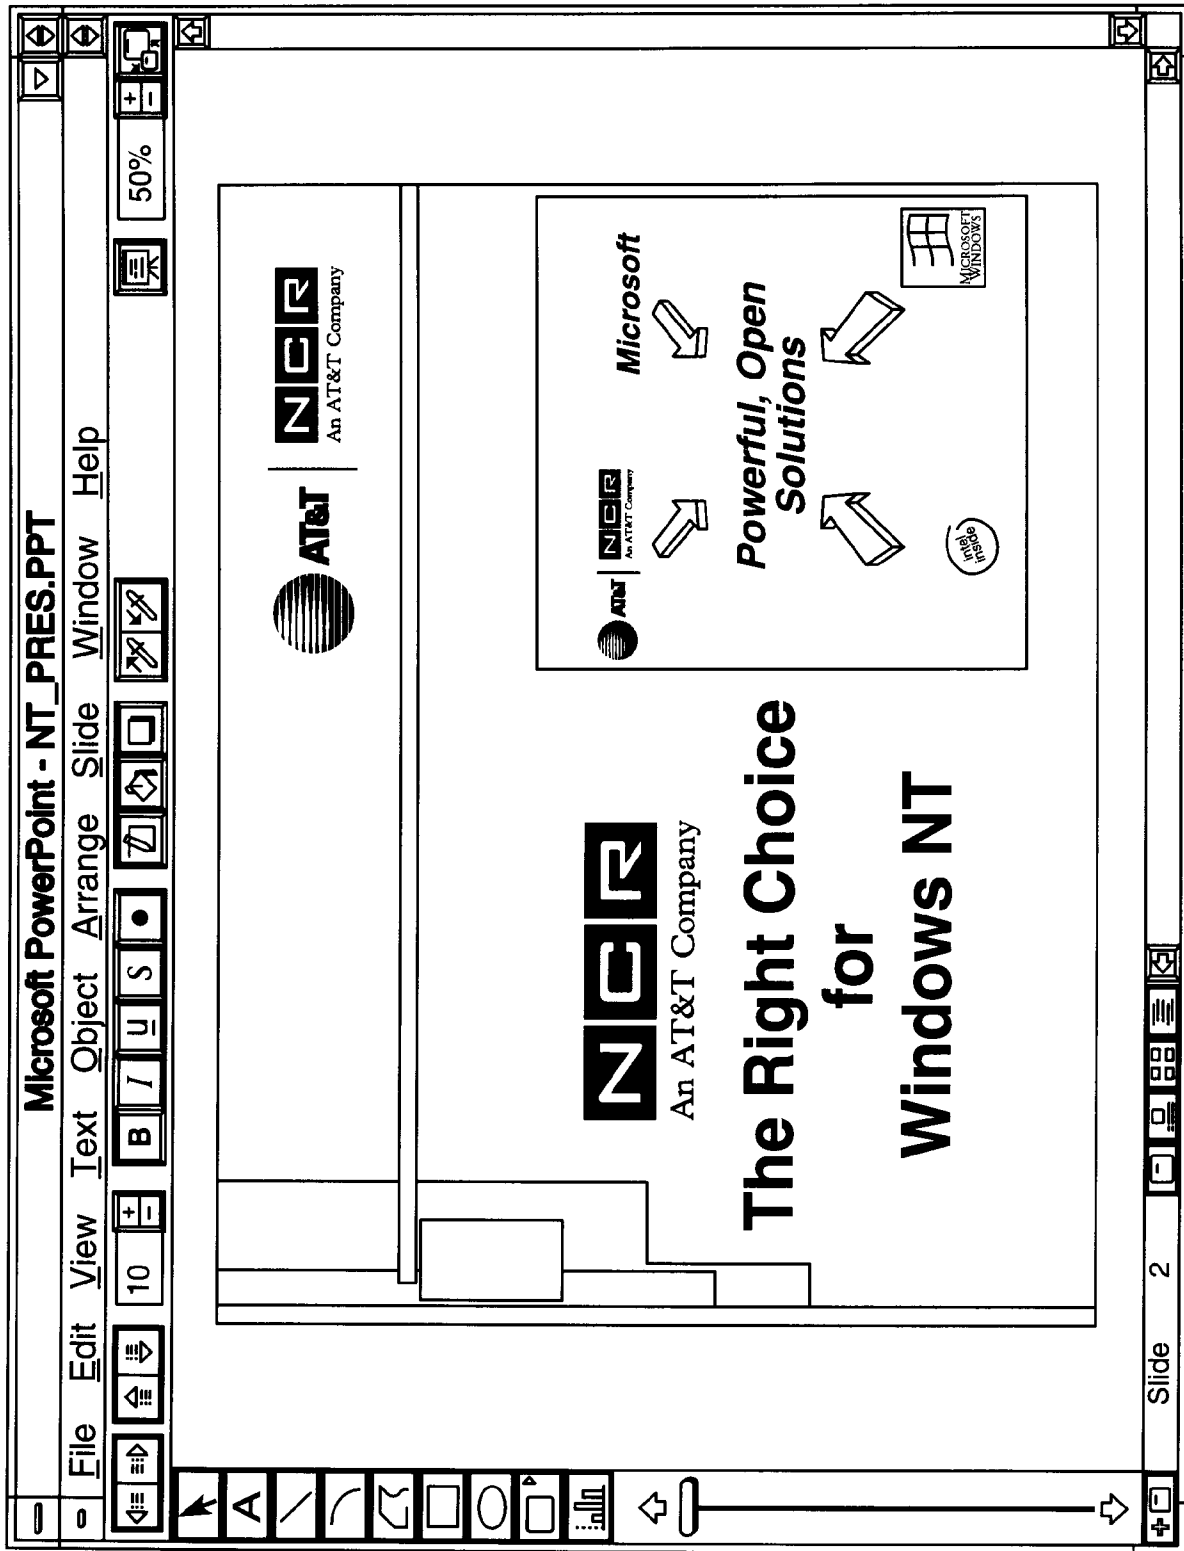 Microsoft PowerPoint - NT_PRES.PPT
File Edit View Text Object Arrange Slide Window Help
10
B I U S
50%
A
AT&T
NCR
An AT&T Company
NCR
An AT&T Company
The Right Choice
for
Windows NT
AT&T
NCR
An AT&T Company
Microsoft
Powerful, Open
Solutions
intel
inside
MICROSOFT
WINDOWS
Slide 2